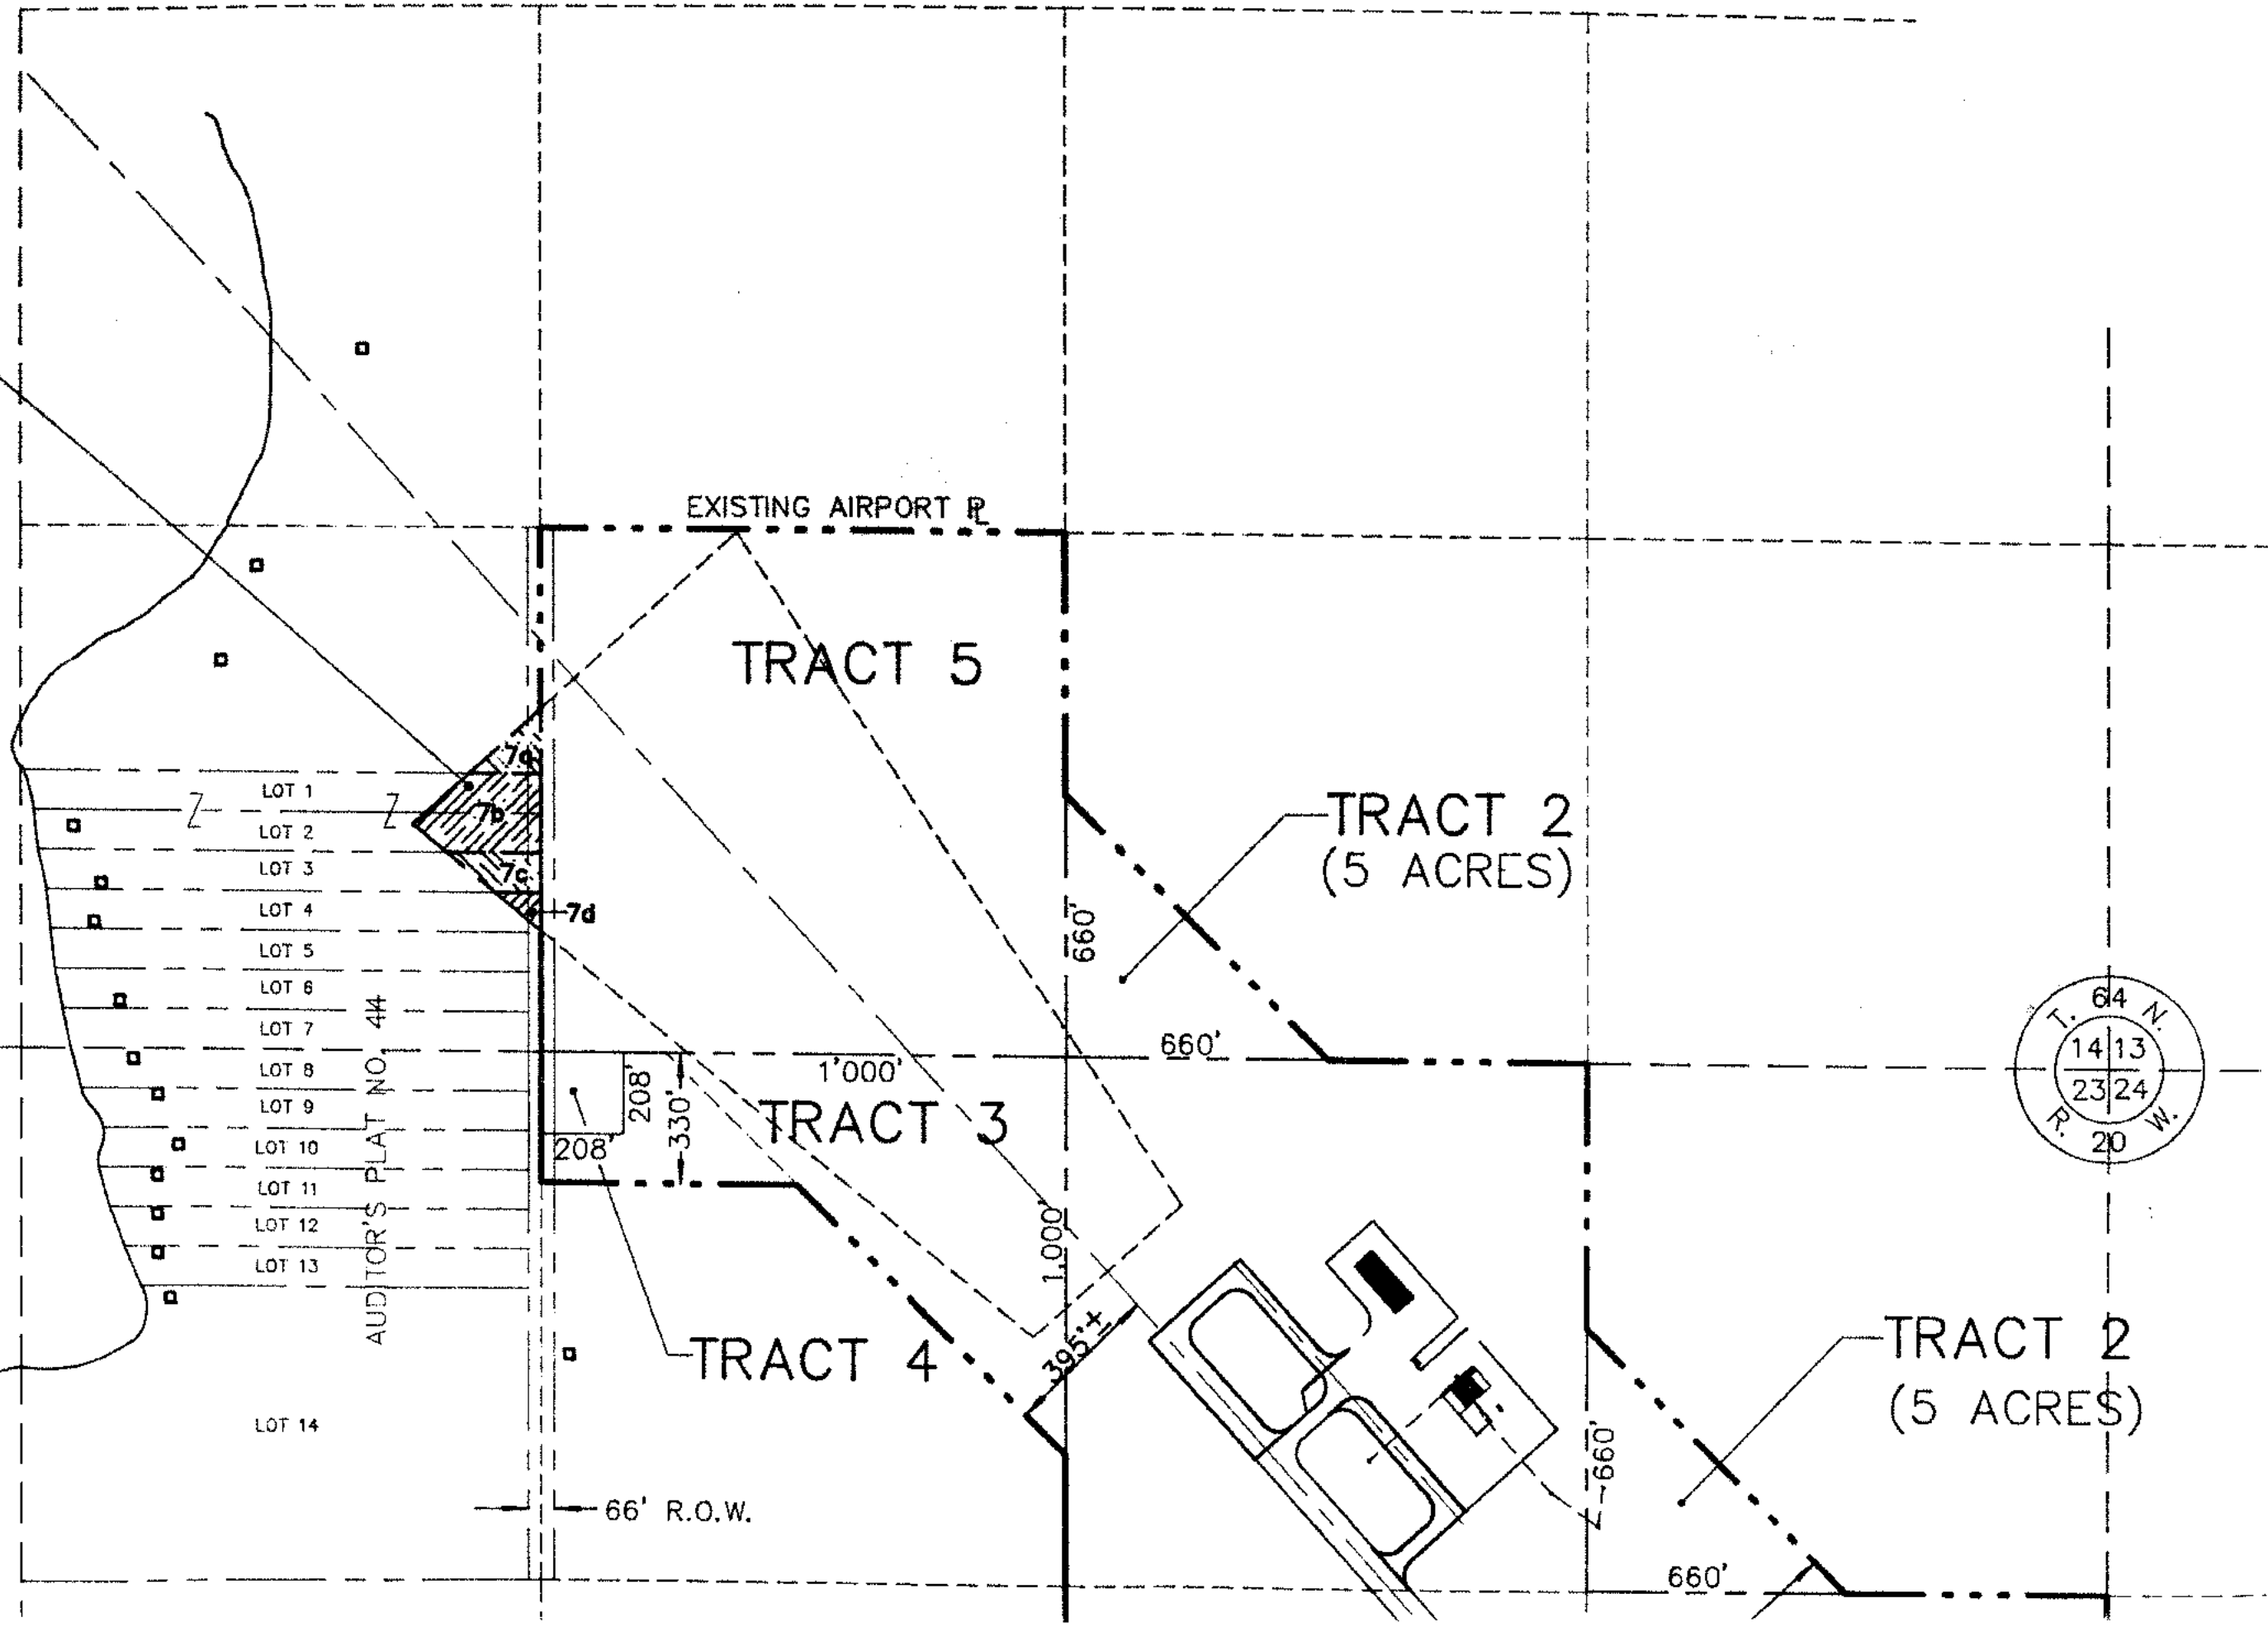 EXISTING AIRPORT ⅊
TRACT 5
7a
LOT 1
7b
LOT 2
TRACT 2
(5 ACRES)
LOT 3
7c
LOT 4
7d
LOT 5
660'
LOT 6
LOT 7
LOT 8
LOT 9
LOT 10
LOT 11
LOT 12
LOT 13
LOT 14
AUDITOR'S PLAT NO. 44
1'000'
660'
208'
208'
330'
TRACT 3
1,000'
395'±
TRACT 4
66' R.O.W.
T. 64 N.
14 13
23 24
R. 20 W.
TRACT 2
(5 ACRES)
660'
660'